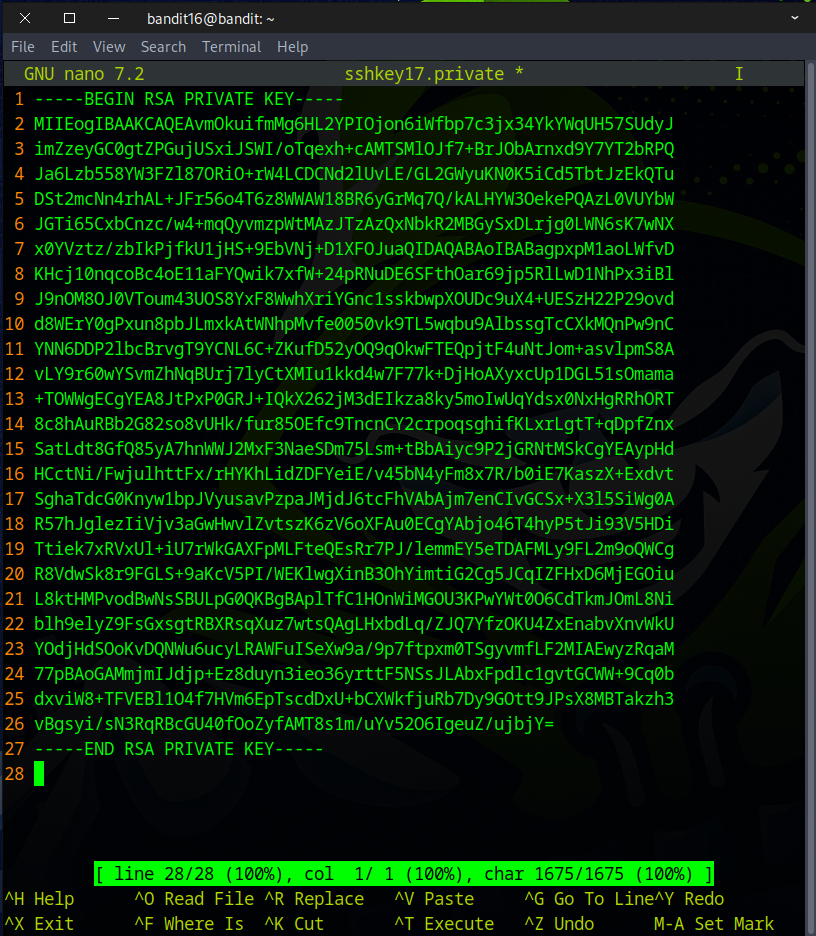 bandit16@bandit: ~
File Edit View Search Terminal Help
GNU nano 7.2 sshkey17.private * I
1 -----BEGIN RSA PRIVATE KEY-----
2 MIIEogIBAAKCAQEAvmOkuifmMg6HL2YPIOjon6iWfbp7c3jx34YkYWqUH57SUdyJ
3 imZzeyGC0gtZPGujUSxiJSWI/oTqexh+cAMTSMlOJf7+BrJObArnxd9Y7YT2bRPQ
4 Ja6Lzb558YW3FZl87ORiO+rW4LCDCNd2lUvLE/GL2GWyuKN0K5iCd5TbtJzEkQTu
5 DSt2mcNn4rhAL+JFr56o4T6z8WWAW18BR6yGrMq7Q/kALHYW3OekePQAzL0VUYbW
6 JGTi65CxbCnzc/w4+mqQyvmzpWtMAzJTzAzQxNbkR2MBGySxDLrjg0LWN6sK7wNX
7 x0YVztz/zbIkPjfkU1jHS+9EbVNj+D1XFOJuaQIDAQABAoIBABagpxpM1aoLWfvD
8 KHcj10nqcoBc4oE11aFYQwik7xfW+24pRNuDE6SFthOar69jp5RlLwD1NhPx3iBl
9 J9nOM8OJ0VToum43UOS8YxF8WwhXriYGnc1sskbwpXOUDc9uX4+UESzH22P29ovd
10 d8WErY0gPxun8pbJLmxkAtWNhpMvfe0050vk9TL5wqbu9AlbssgTcCXkMQnPw9nC
11 YNN6DDP2lbcBrvgT9YCNL6C+ZKufD52yOQ9qOkwFTEQpjtF4uNtJom+asvlpmS8A
12 vLY9r60wYSvmZhNqBUrj7lyCtXMIu1kkd4w7F77k+DjHoAXyxcUp1DGL51sOmama
13 +TOWWgECgYEA8JtPxP0GRJ+IQkX262jM3dEIkza8ky5moIwUqYdsx0NxHgRRhORT
14 8c8hAuRBb2G82so8vUHk/fur85OEfc9TncnCY2crpoqsghifKLxrLgtT+qDpfZnx
15 SatLdt8GfQ85yA7hnWWJ2MxF3NaeSDm75Lsm+tBbAiyc9P2jGRNtMSkCgYEAypHd
16 HCctNi/FwjulhttFx/rHYKhLidZDFYeiE/v45bN4yFm8x7R/b0iE7KaszX+Exdvt
17 SghaTdcG0Knyw1bpJVyusavPzpaJMjdJ6tcFhVAbAjm7enCIvGCSx+X3l5SiWg0A
18 R57hJglezIiVjv3aGwHwvlZvtszK6zV6oXFAu0ECgYAbjo46T4hyP5tJi93V5HDi
19 Ttiek7xRVxUl+iU7rWkGAXFpMLFteQEsRr7PJ/lemmEY5eTDAFMLy9FL2m9oQWCg
20 R8VdwSk8r9FGLS+9aKcV5PI/WEKlwgXinB3OhYimtiG2Cg5JCqIZFHxD6MjEGOiu
21 L8ktHMPvodBwNsSBULpG0QKBgBAplTfC1HOnWiMGOU3KPwYWt0O6CdTkmJOmL8Ni
22 blh9elyZ9FsGxsgtRBXRsqXuz7wtsQAgLHxbdLq/ZJQ7YfzOKU4ZxEnabvXnvWkU
23 YOdjHdSOoKvDQNWu6ucyLRAWFuISeXw9a/9p7ftpxm0TSgyvmfLF2MIAEwyzRqaM
24 77pBAoGAMmjmIJdjp+Ez8duyn3ieo36yrttF5NSsJLAbxFpdlc1gvtGCWW+9Cq0b
25 dxviW8+TFVEBl1O4f7HVm6EpTscdDxU+bCXWkfjuRb7Dy9GOtt9JPsX8MBTakzh3
26 vBgsyi/sN3RqRBcGU40fOoZyfAMT8s1m/uYv52O6IgeuZ/ujbjY=
27 -----END RSA PRIVATE KEY-----
28
[ line 28/28 (100%), col  1/ 1 (100%), char 1675/1675 (100%) ]
^H Help ^O Read File ^R Replace ^V Paste ^G Go To Line ^Y Redo
^X Exit ^F Where Is ^K Cut ^T Execute ^Z Undo M-A Set Mark